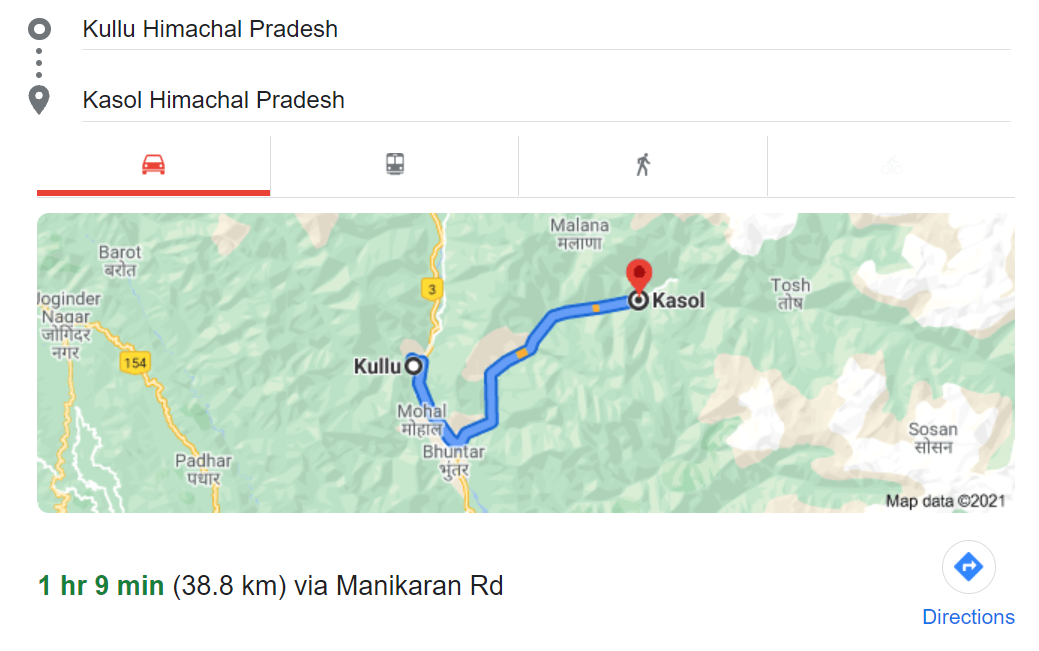 Kullu Himachal Pradesh
Kasol Himachal Pradesh
Malana
मलाणा
Barot
बरोत
Joginder
Nagar
जोगिंदर
नगर
3
Kasol
Tosh
तोष
154
Kullu
Mohal
मोहाल
Sosan
सोसन
Bhuntar
भुंतर
Padhar
पधार
Map data ©2021
1 hr 9 min (38.8 km) via Manikaran Rd
Directions